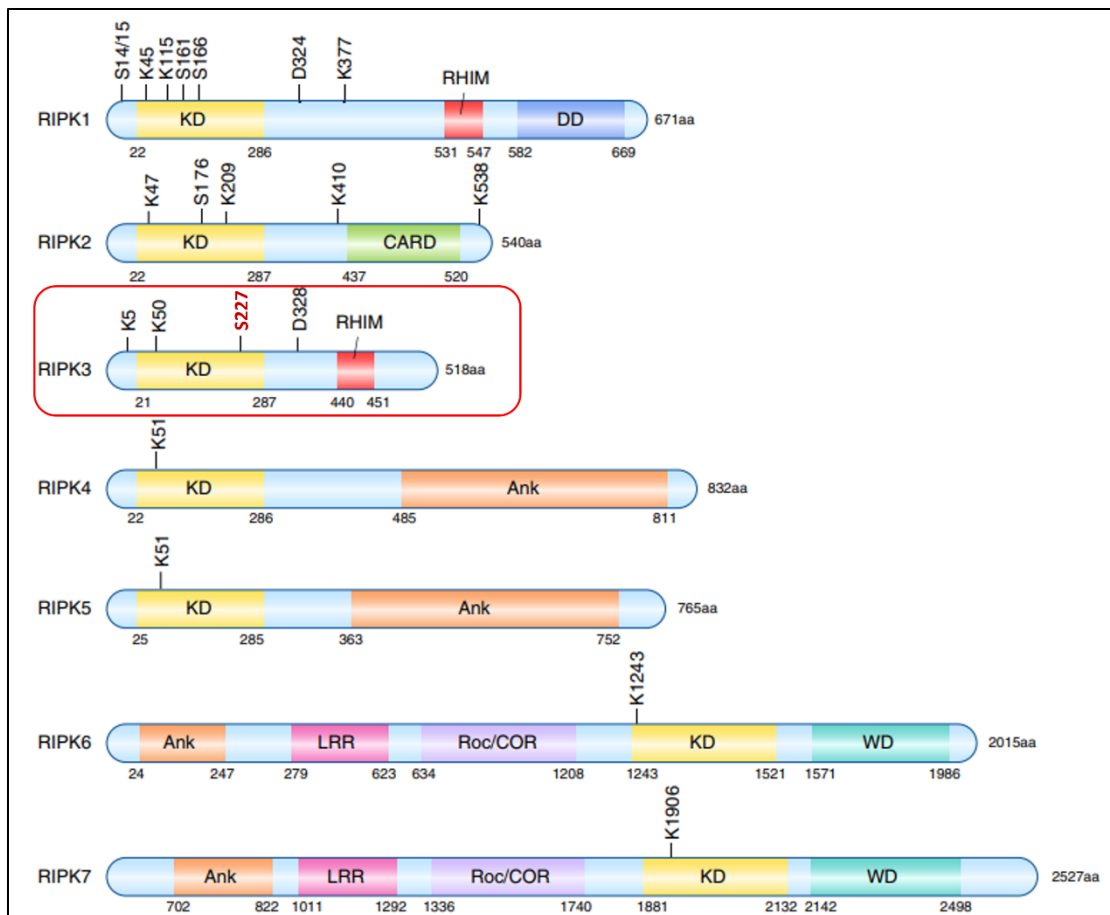 S14/15 K45 K115 S161 S166 D324 K377 RHIM
RIPK1 KD DD 671aa
22 286 531 547 582 669
K47 S176 K209 K410 K538
RIPK2 KD CARD 540aa
22 287 437 520
K5 K50 S227 D328 RHIM
RIPK3 KD 518aa
21 287 440 451
K51
RIPK4 KD Ank 832aa
22 286 485 811
K51
RIPK5 KD Ank 765aa
25 285 363 752
K1243
RIPK6 Ank LRR Roc/COR KD WD 2015aa
24 247 279 623 634 1208 1243 1521 1571 1986
K1906
RIPK7 Ank LRR Roc/COR KD WD 2527aa
702 822 1011 1292 1336 1740 1881 2132 2142 2498